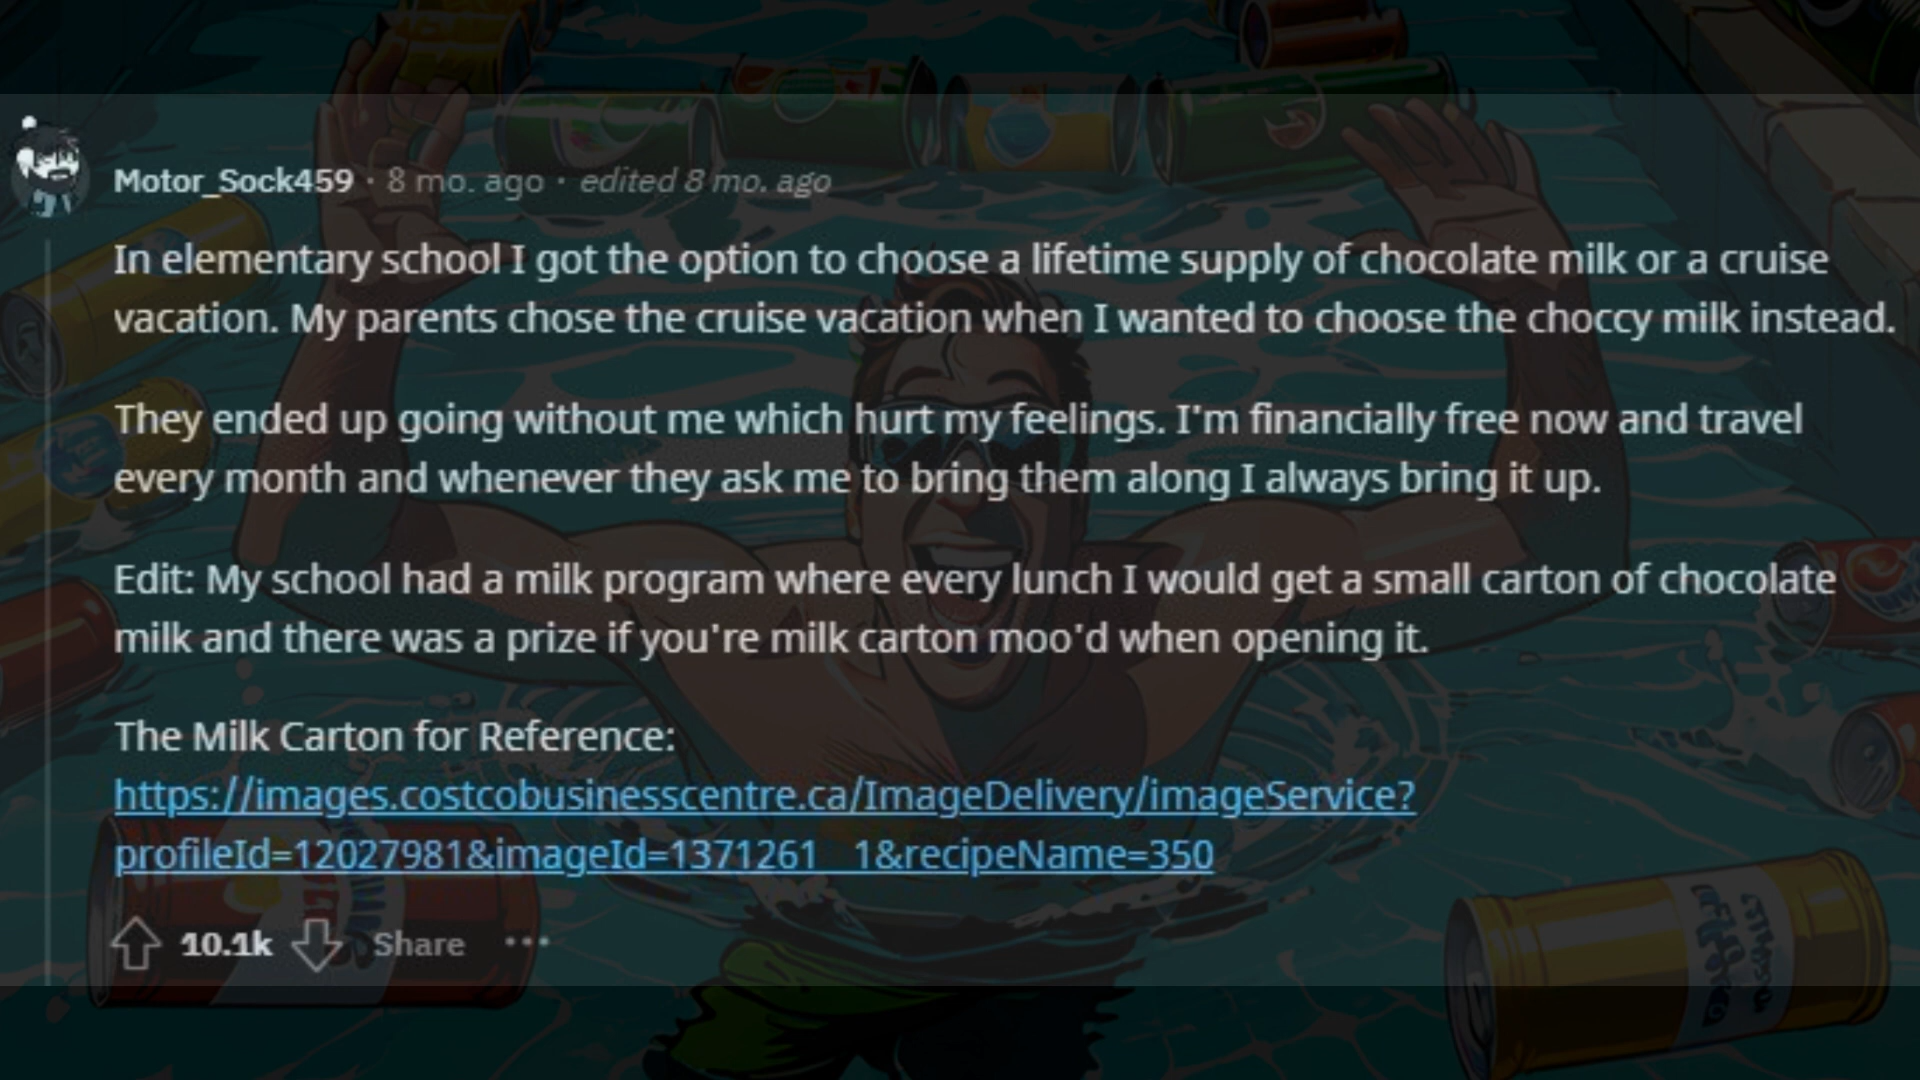 Motor_Sock459 · 8 mo. ago · edited 8 mo. ago
In elementary school I got the option to choose a lifetime supply of chocolate milk or a cruise
vacation. My parents chose the cruise vacation when I wanted to choose the choccy milk instead.
They ended up going without me which hurt my feelings. I'm financially free now and travel
every month and whenever they ask me to bring them along I always bring it up.
Edit: My school had a milk program where every lunch I would get a small carton of chocolate
milk and there was a prize if you're milk carton moo'd when opening it.
The Milk Carton for Reference:
https://images.costcobusinesscentre.ca/ImageDelivery/imageService?
profileId=12027981&imageId=1371261__1&recipeName=350
10.1k Share ···